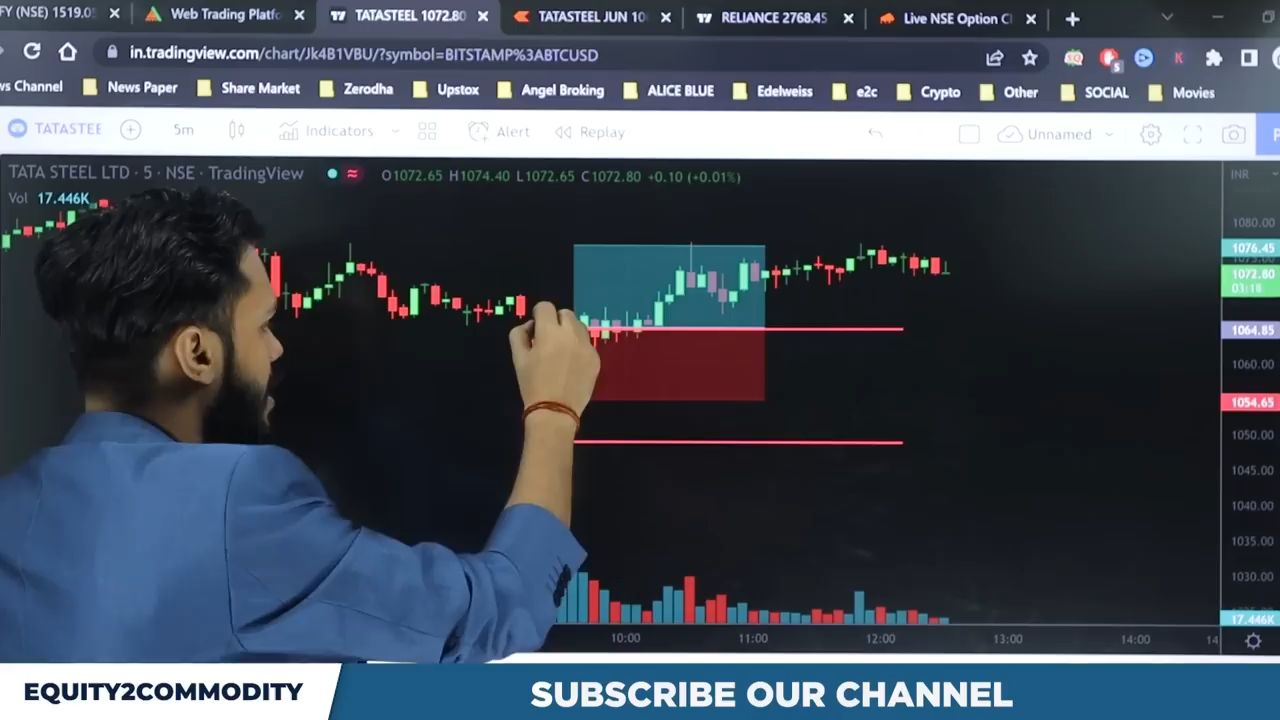 FY (NSE) 1519.0
Web Trading Platfo
TATASTEEL 1072.80
TATASTEEL JUN 10
RELIANCE 2768.45
Live NSE Option C
in.tradingview.com/chart/Jk4B1VBU/?symbol=BITSTAMP%3ABTCUSD
ws Channel
News Paper
Share Market
Zerodha
Upstox
Angel Broking
ALICE BLUE
Edelweiss
e2c
Crypto
Other
SOCIAL
Movies
TATASTEE
5m
Indicators
Alert
Replay
Unnamed
TATA STEEL LTD · 5 · NSE · TradingView
O1072.65 H1074.40 L1072.65 C1072.80 +0.10 (+0.01%)
INR
Vol 17.446K
1080.00
1076.45
1072.80
03:18
1064.85
1060.00
1054.65
1050.00
1045.00
1040.00
1035.00
1030.00
17.446K
10:00
11:00
12:00
13:00
14:00
14
EQUITY2COMMODITY
SUBSCRIBE OUR CHANNEL